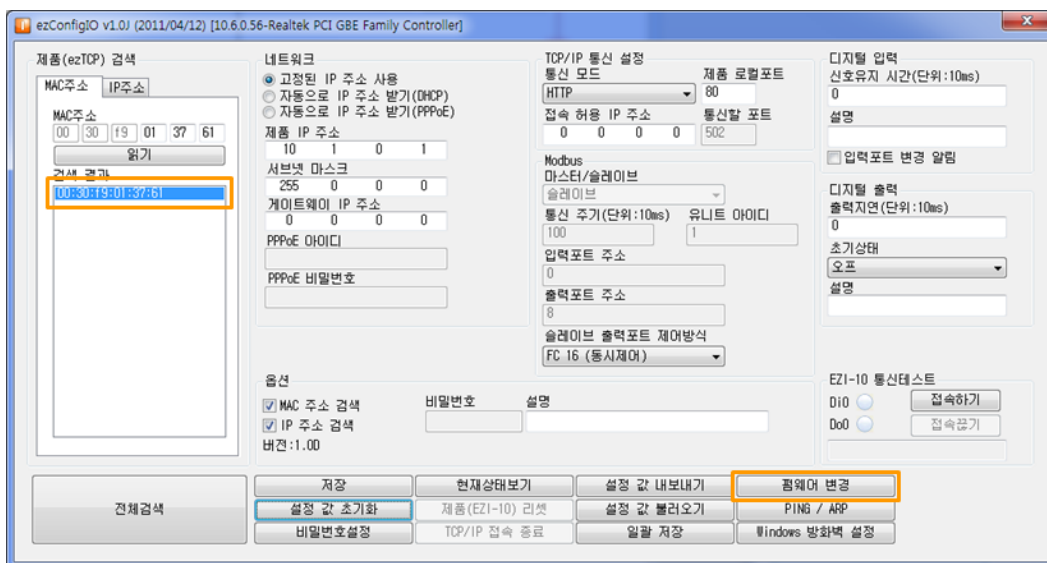 ezConfigIO v1.0J (2011/04/12) [10.6.0.56-Realtek PCI GBE Family Controller]
제품(ezTCP) 검색
MAC주소 IP주소
MAC주소
00 30 f9 01 37 61
읽기
검색 결과
00:30:f9:01:37:61
네트워크
고정된 IP 주소 사용
자동으로 IP 주소 받기(DHCP)
자동으로 IP 주소 받기(PPPoE)
제품 IP 주소
10 1 0 1
서브넷 마스크
255 0 0 0
게이트웨이 IP 주소
0 0 0 0
PPPoE 아이디
PPPoE 비밀번호
TCP/IP 통신 설정
통신 모드 제품 로컬포트
HTTP 80
접속 허용 IP 주소 통신할 포트
0 0 0 0 502
Modbus
마스터/슬레이브
슬레이브
통신 주기(단위:10ms) 유니트 아이디
100 1
입력포트 주소
0
출력포트 주소
8
슬레이브 출력포트 제어방식
FC 16 (동시제어)
디지털 입력
신호유지 시간(단위:10ms)
0
설명
입력포트 변경 알림
디지털 출력
출력지연(단위:10ms)
0
초기상태
오프
설명
옵션
MAC 주소 검색 비밀번호 설명
IP 주소 검색
버전:1.0D
EZI-10 통신테스트
Di0 접속하기
Do0 접속끊기
전체검색
저장 현재상태보기 설정 값 내보내기 펌웨어 변경
설정 값 초기화 제품(EZI-10) 리셋 설정 값 불러오기 PING / ARP
비밀번호설정 TCP/IP 접속 종료 일괄 저장 Windows 방화벽 설정